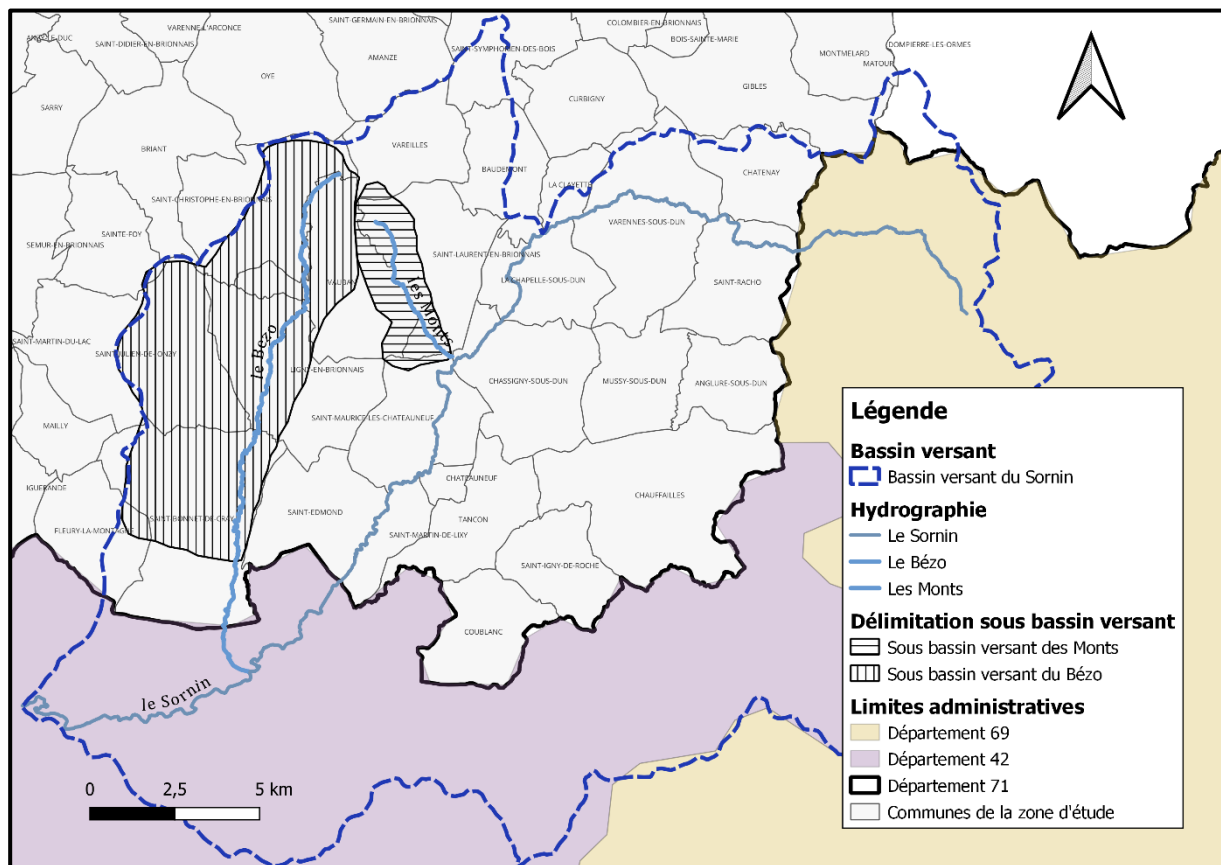 SAINT-GERMAIN-EN-BRIONNAIS
COLOMBIER-EN-BRIONNAIS
VARENNE-L'ARCONCE
SAINT-DIDIER-EN-BRIONNAIS
BOIS-SAINTE-MARIE
DOMPIERRE-LES-ORMES
SAINT-SYMPHORIEN-DES-BOIS
MONTMELARD
AMANZE
MATOUR
OYE
GIBLES
CURBIGNY
SARRY
VAREILLES
BRIANT
BAUDEMONT
CHATENAY
LA CLAYETTE
SAINT-CHRISTOPHE-EN-BRIONNAIS
VARENNES-SOUS-DUN
SAINTE-FOY
SEMUR-EN-BRIONNAIS
SAINT-LAURENT-EN-BRIONNAIS
VAUBAN
LA CHAPELLE-SOUS-DUN
SAINT-RACHO
les Monts
le Bézo
SAINT-MARTIN-DU-LAC
SAINT-JULIEN-DE-JONZY
LIGNY-EN-BRIONNAIS
CHASSIGNY-SOUS-DUN
MUSSY-SOUS-DUN
ANGLURE-SOUS-DUN
SAINT-MAURICE-LES-CHATEAUNEUF
MAILLY
CHATEAUNEUF
IGUERANDE
CHAUFFAILLES
SAINT-EDMOND
SAINT-BONNET-DE-CRAY
TANCON
FLEURY-LA-MONTAGNE
SAINT-MARTIN-DE-LIXY
SAINT-IGNY-DE-ROCHE
COUBLANC
le Sornin
0 2,5 5 km
Légende
Bassin versant
Bassin versant du Sornin
Hydrographie
Le Sornin
Le Bézo
Les Monts
Délimitation sous bassin versant
Sous bassin versant des Monts
Sous bassin versant du Bézo
Limites administratives
Département 69
Département 42
Département 71
Communes de la zone d'étude